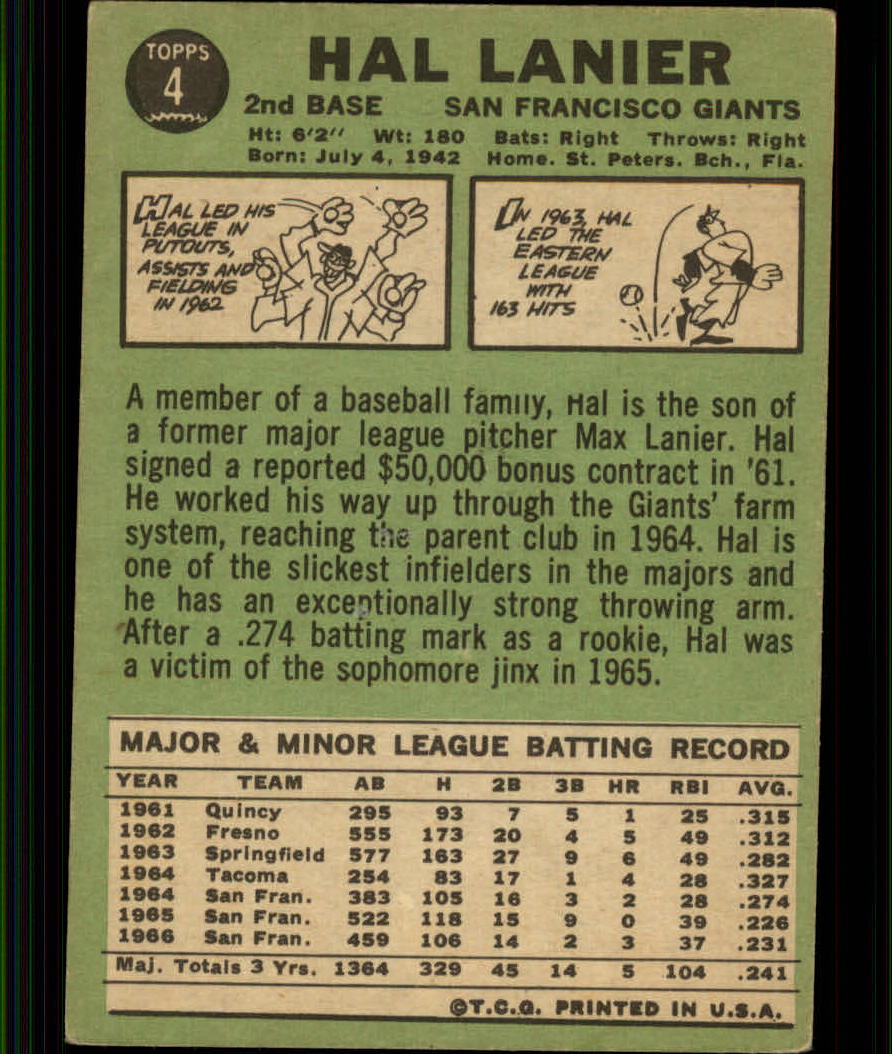 TOPPS
4
HAL LANIER
2nd BASE SAN FRANCISCO GIANTS
Ht: 6'2" Wt: 180 Bats: Right Throws: Right
Born: July 4, 1942 Home. St. Peters. Bch., Fla.
HAL LED HIS
LEAGUE IN
PUTOUTS,
ASSISTS AND
FIELDING
IN 1962
IN 1963, HAL
LED THE
EASTERN
LEAGUE
WITH
163 HITS
A member of a baseball family, Hal is the son of
a former major league pitcher Max Lanier. Hal
signed a reported $50,000 bonus contract in '61.
He worked his way up through the Giants' farm
system, reaching the parent club in 1964. Hal is
one of the slickest infielders in the majors and
he has an exceptionally strong throwing arm.
After a .274 batting mark as a rookie, Hal was
a victim of the sophomore jinx in 1965.
MAJOR & MINOR LEAGUE BATTING RECORD
YEAR TEAM AB H 2B 3B HR RBI AVG.
1961 Quincy 295 93 7 5 1 25 .315
1962 Fresno 555 173 20 4 5 49 .312
1963 Springfield 577 163 27 9 6 49 .282
1964 Tacoma 254 83 17 1 4 28 .327
1964 San Fran. 383 105 16 3 2 28 .274
1965 San Fran. 522 118 15 9 0 39 .226
1966 San Fran. 459 106 14 2 3 37 .231
Maj. Totals 3 Yrs. 1364 329 45 14 5 104 .241
©T.C.G. PRINTED IN U.S.A.